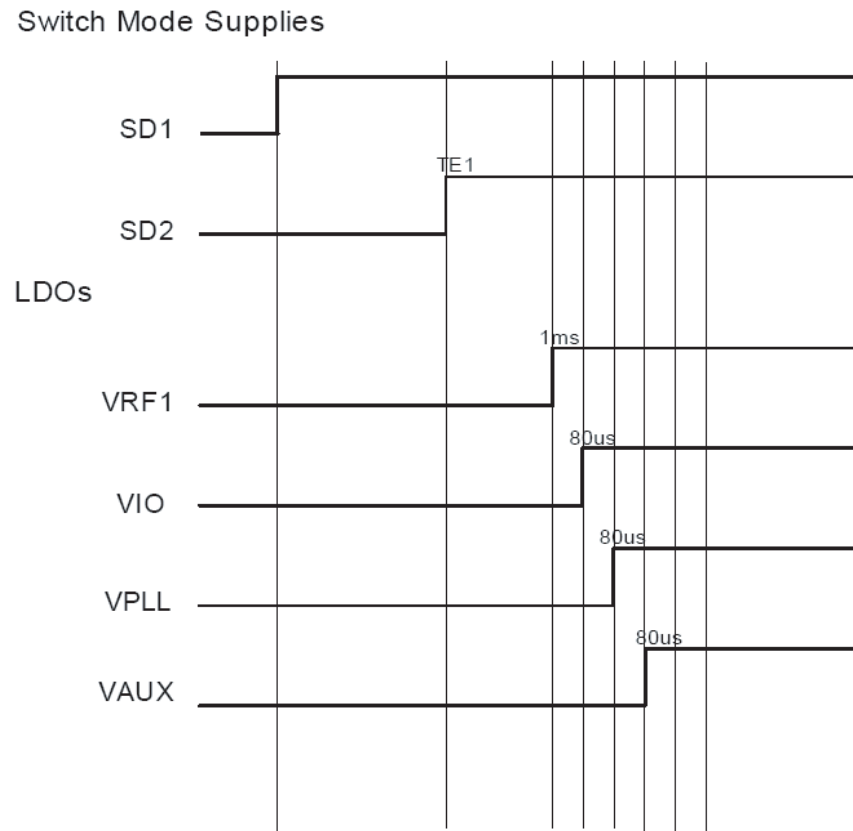 Switch Mode Supplies
SD1
TE1
SD2
LDOs
1ms
VRF1
80us
VIO
80us
VPLL
80us
VAUX